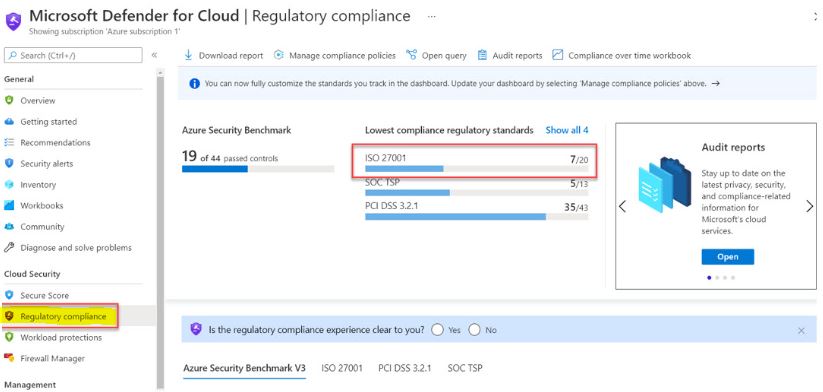 Microsoft Defender for Cloud | Regulatory compliance ...
Showing subscription 'Azure subscription 1'
Search (Ctrl+/)
«
Download report
Manage compliance policies
Open query
Audit reports
Compliance over time workbook
You can now fully customize the standards you track in the dashboard. Update your dashboard by selecting 'Manage compliance policies' above. →
General
Overview
Getting started
Recommendations
Security alerts
Inventory
Workbooks
Community
Diagnose and solve problems
Cloud Security
Secure Score
Regulatory compliance
Workload protections
Firewall Manager
Management
Azure Security Benchmark
19 of 44 passed controls
Lowest compliance regulatory standards Show all 4
ISO 27001 7/20
SOC TSP 5/13
PCI DSS 3.2.1 35/43
Audit reports
Stay up to date on the
latest privacy, security,
and compliance-related
information for
Microsoft's cloud
services.
Open
Is the regulatory compliance experience clear to you? Yes No
Azure Security Benchmark V3 ISO 27001 PCI DSS 3.2.1 SOC TSP